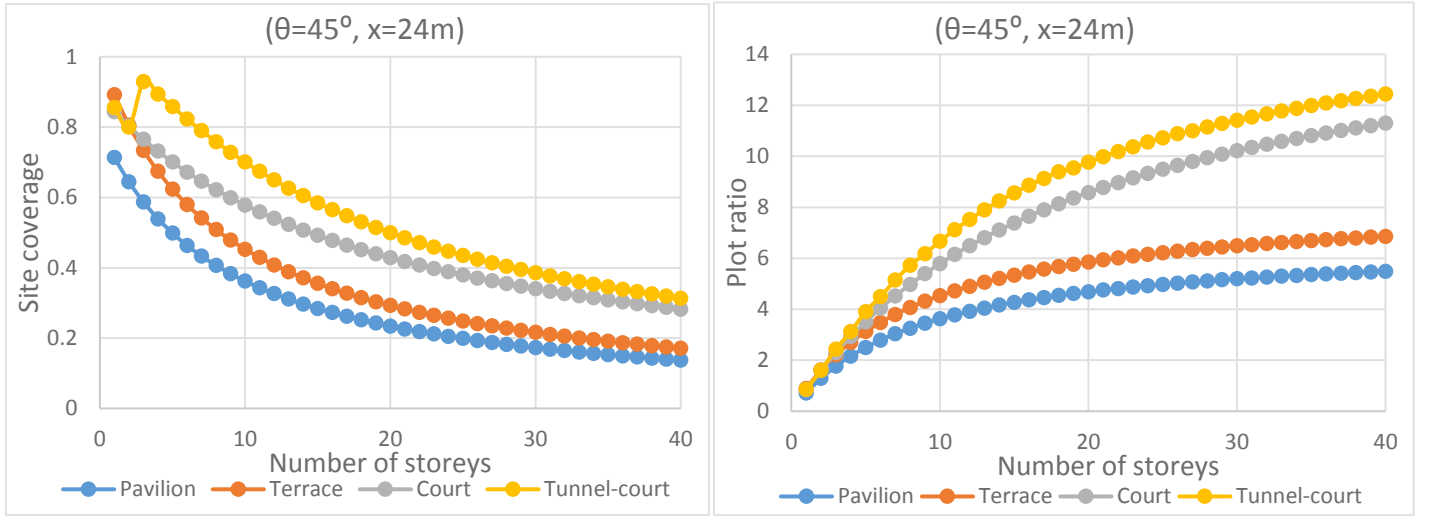 (θ=45⁰, x=24m)
1
0.8
0.6
0.4
0.2
0
Site coverage
0 10 20 30 40
Number of storeys
Pavilion Terrace Court Tunnel-court
(θ=45⁰, x=24m)
14
12
10
8
6
4
2
0
Plot ratio
0 10 20 30 40
Number of storeys
Pavilion Terrace Court Tunnel-court